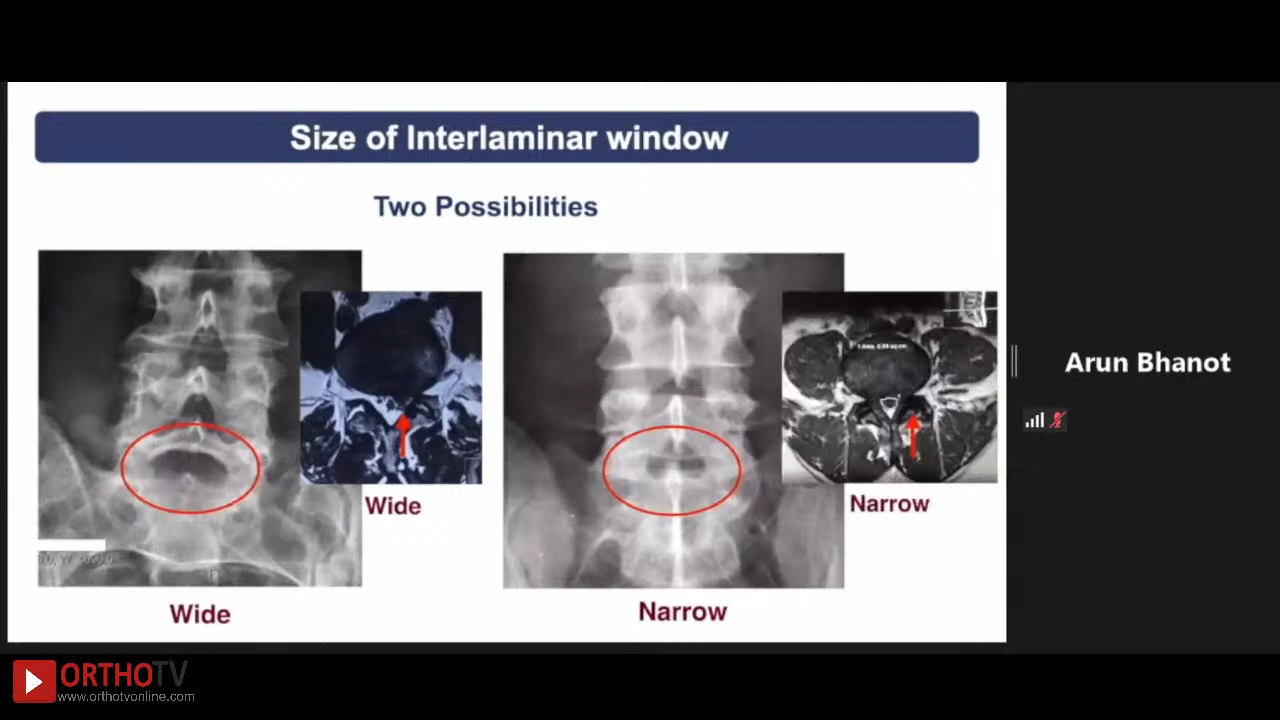 Size of Interlaminar window
Two Possibilities
Wide
Narrow
Wide
Narrow
Arun Bhanot
ORTHOTV
www.orthotvonline.com